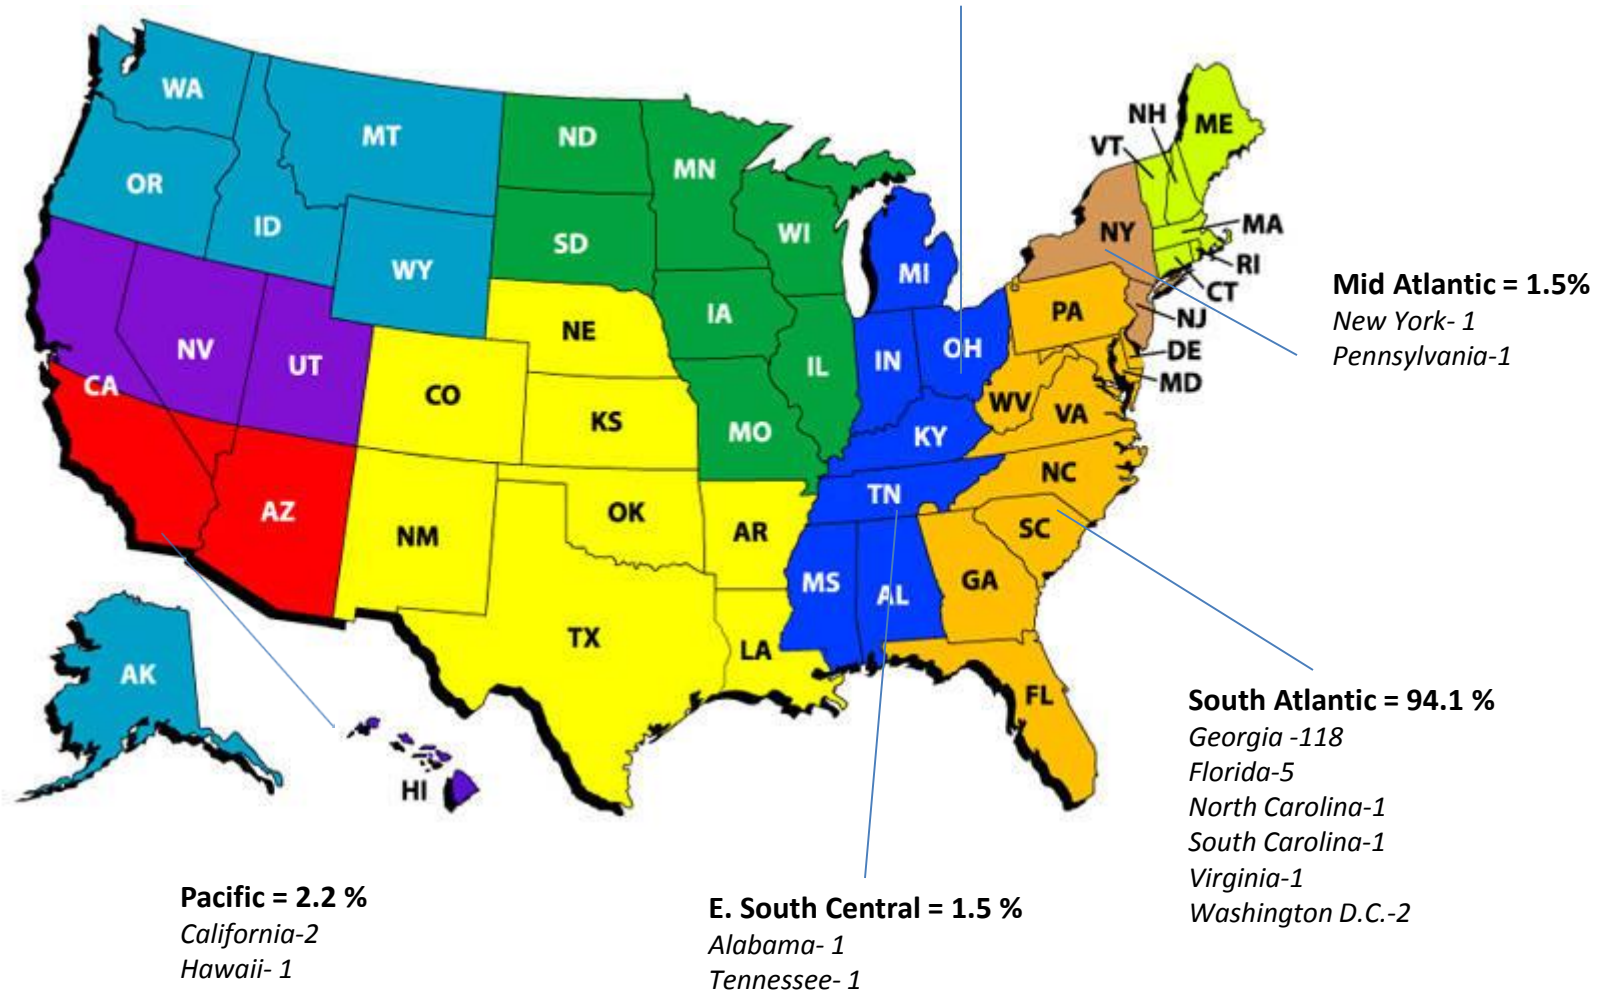 WA
MT
ND
MN
OR
ID
SD
WI
WY
MI
NH
ME
VT
NY
MA
RI
CT
NJ
PA
DE
MD
NE
IA
NV
UT
CO
IL
IN
OH
CA
KS
MO
KY
WV
VA
TN
NC
AZ
NM
OK
AR
SC
MS
AL
GA
TX
LA
FL
AK
HI
Mid Atlantic = 1.5%
New York- 1
Pennsylvania-1
South Atlantic = 94.1 %
Georgia -118
Florida-5
North Carolina-1
South Carolina-1
Virginia-1
Washington D.C.-2
Pacific = 2.2 %
California-2
Hawaii- 1
E. South Central = 1.5 %
Alabama- 1
Tennessee- 1